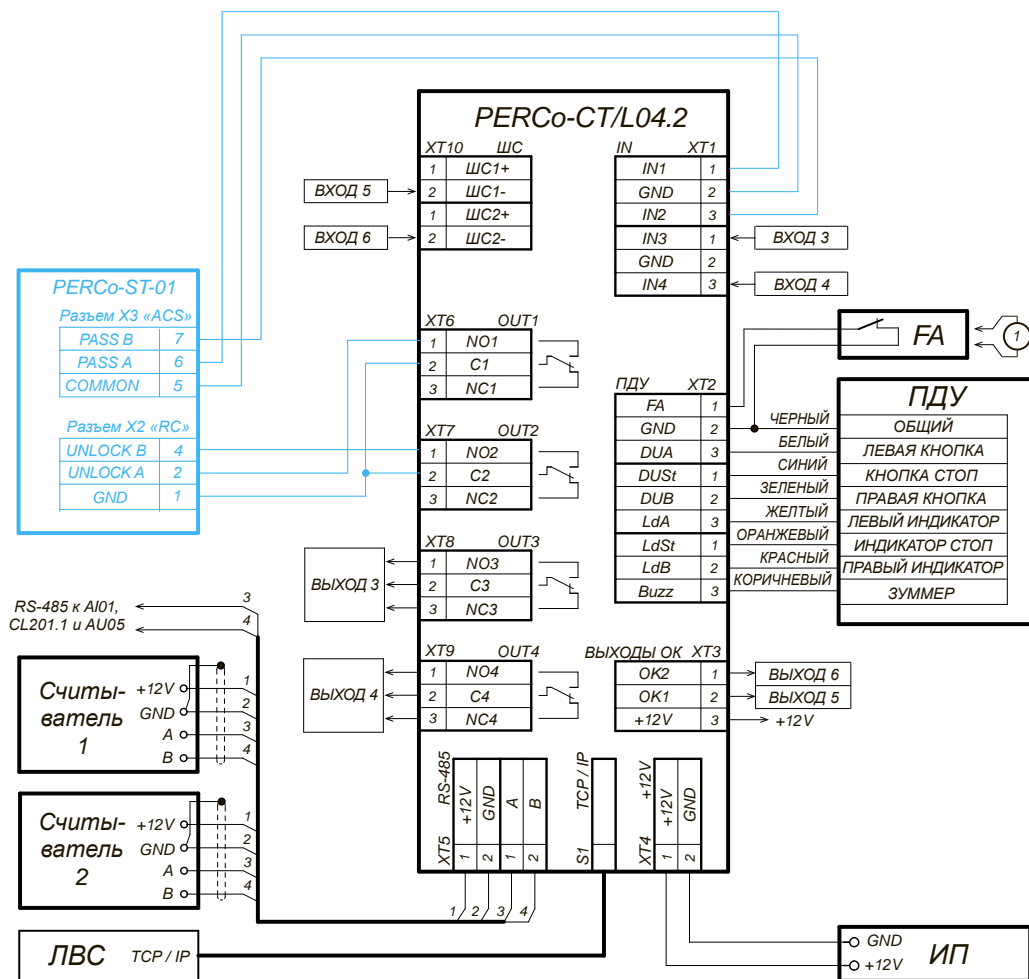 PERCo-CT/L04.2
XT10 ШС
1 ШС1+
2 ШС1-
1 ШС2+
2 ШС2-
ВХОД 5
ВХОД 6
IN XT1
IN1 1
GND 2
IN2 3
IN3 1
GND 2
IN4 3
ВХОД 3
ВХОД 4
PERCo-ST-01
Разъем X3 «ACS»
PASS B 7
PASS A 6
COMMON 5
Разъем X2 «RC»
UNLOCK B 4
UNLOCK A 2
GND 1
XT6 OUT1
1 NO1
2 C1
3 NC1
XT7 OUT2
1 NO2
2 C2
3 NC2
XT8 OUT3
1 NO3
2 C3
3 NC3
ВЫХОД 3
XT9 OUT4
1 NO4
2 C4
3 NC4
ВЫХОД 4
FA
1
ПДУ XT2
FA 1
GND 2
DUA 3
DUSt 1
DUB 2
LdA 3
LdSt 1
LdB 2
Buzz 3
ЧЕРНЫЙ
БЕЛЫЙ
СИНИЙ
ЗЕЛЕНЫЙ
ЖЕЛТЫЙ
ОРАНЖЕВЫЙ
КРАСНЫЙ
КОРИЧНЕВЫЙ
ПДУ
ОБЩИЙ
ЛЕВАЯ КНОПКА
КНОПКА СТОП
ПРАВАЯ КНОПКА
ЛЕВЫЙ ИНДИКАТОР
ИНДИКАТОР СТОП
ПРАВЫЙ ИНДИКАТОР
ЗУММЕР
ВЫХОДЫ ОК XT3
OK2 1
OK1 2
+12V 3
ВЫХОД 6
ВЫХОД 5
+12V
RS-485 к AI01,
CL201.1 и AU05
3
4
Считы-
ватель
1
+12V 1
GND 2
A 3
B 4
Считы-
ватель
2
+12V 1
GND 2
A 3
B 4
XT5 RS-485
1 +12V
2 GND
1 A
2 B
1 2 3 4
S1 TCP / IP
XT4 +12V
1 +12V
2 GND
ЛВС TCP / IP
ИП
GND
+12V